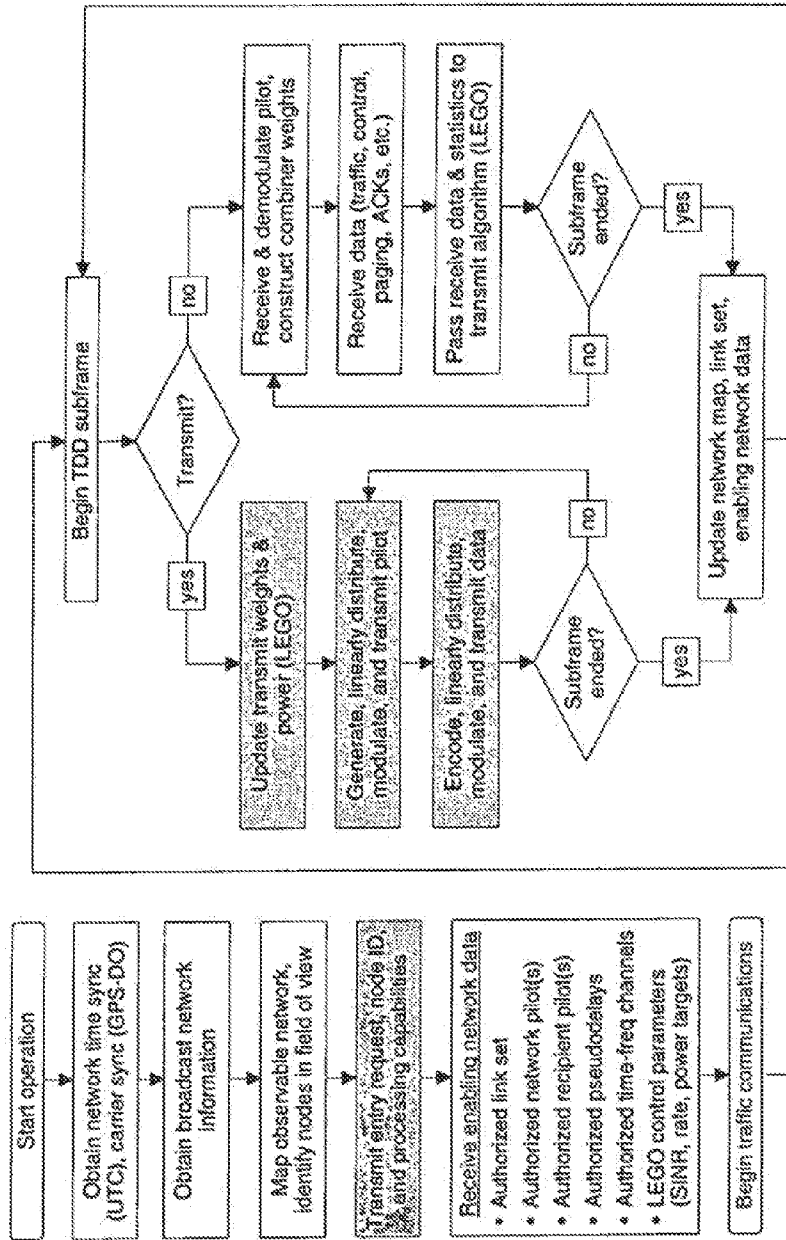 Start operation
Obtain network time sync
(UTC), carrier sync (GPS-DO)
Obtain broadcast network
information
Map observable network,
identify nodes in field of view
Transmit entry request, node ID,
and processing capabilities
Receive enabling network data
• Authorized link set
• Authorized network pilot(s)
• Authorized recipient pilot(s)
• Authorized pseudodelays
• Authorized time-freq channels
• LEGO control parameters
(SINR, rate, power targets)
Begin traffic communications
Begin TDD subframe
Transmit?
yes
no
Update transmit weights &
power (LEGO)
Generate, linearly distribute,
modulate, and transmit pilot
Encode, linearly distribute,
modulate, and transmit data
Subframe
ended?
no
yes
Receive & demodulate pilot,
construct combiner weights
Receive data (traffic, control,
paging, ACKs, etc.)
Pass receive data & statistics to
transmit algorithm (LEGO)
Subframe
ended?
no
yes
Update network map, link set,
enabling network data